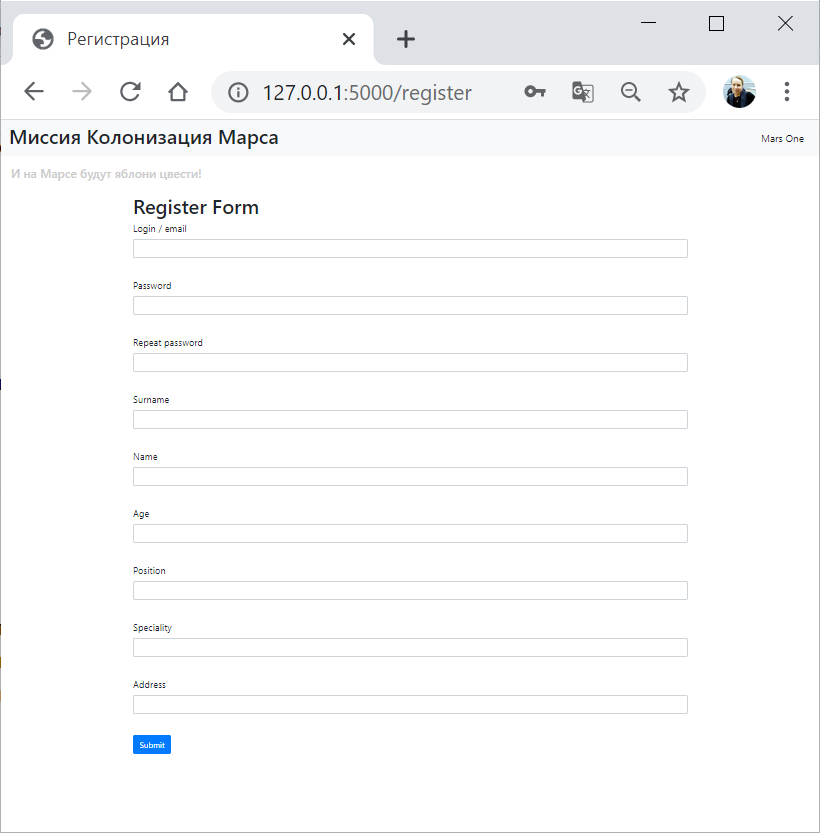 Регистрация
127.0.0.1:5000/register
Миссия Колонизация Марса
Mars One
И на Марсе будут яблони цвести!
Register Form
Login / email
Password
Repeat password
Surname
Name
Age
Position
Speciality
Address
Submit